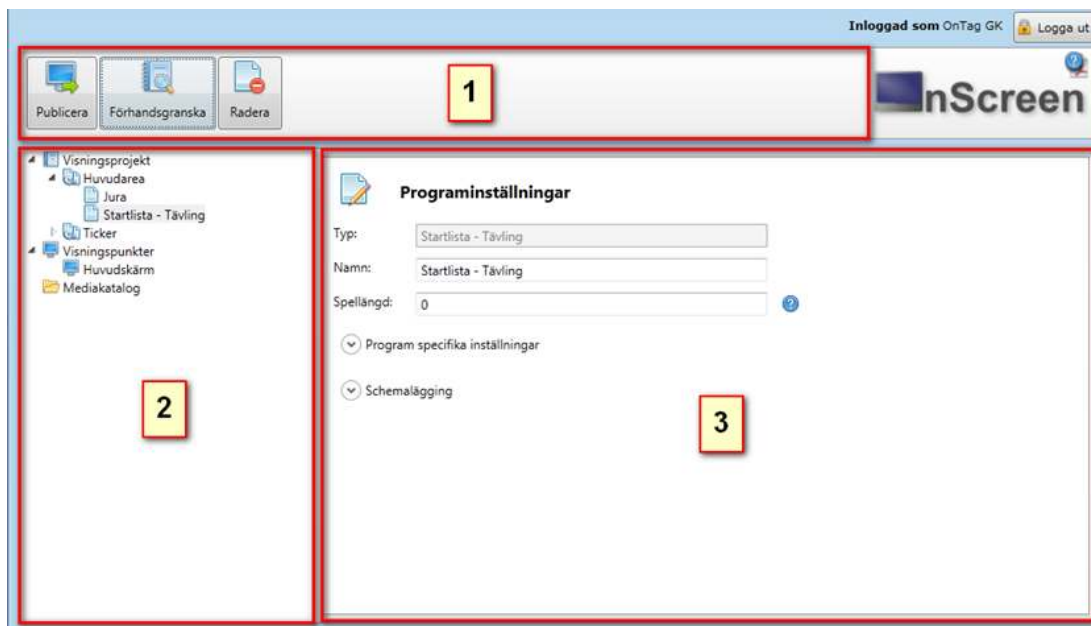 Inloggad som OnTag GK
Logga ut
Publicera
Förhandsgranska
Radera
1
nScreen
Visningsprojekt
Huvudarea
Jura
Startlista - Tävling
Ticker
Visningspunkter
Huvudskärm
Mediakatalog
2
Programinställningar
Typ: Startlista - Tävling
Namn: Startlista - Tävling
Spellängd: 0
Program specifika inställningar
Schemalägging
3